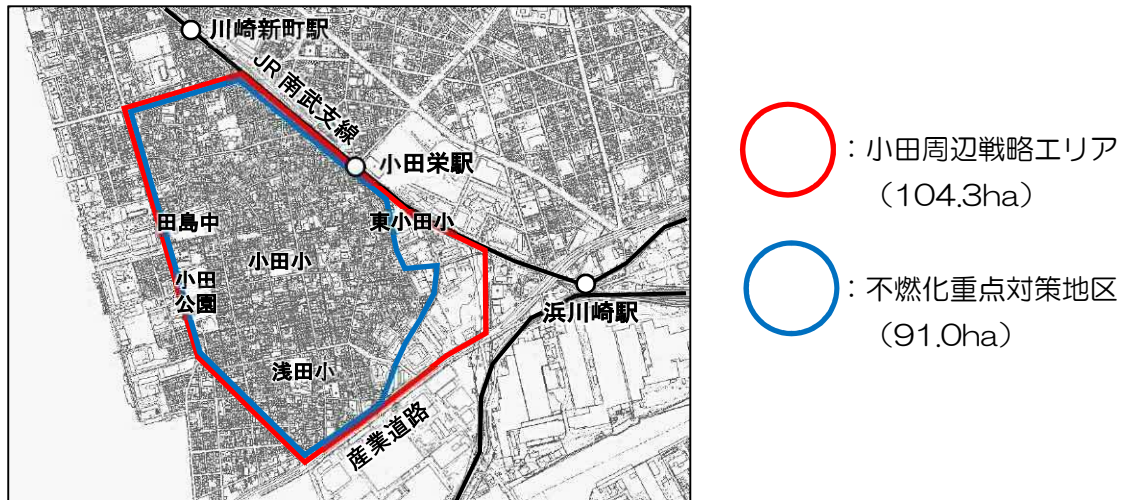 川崎新町駅
JR南武支線
小田栄駅
田島中
東小田小
小田小
小田
公園
浜川崎駅
浅田小
産業道路
：小田周辺戦略エリア
（104.3ha）
：不燃化重点対策地区
（91.0ha）